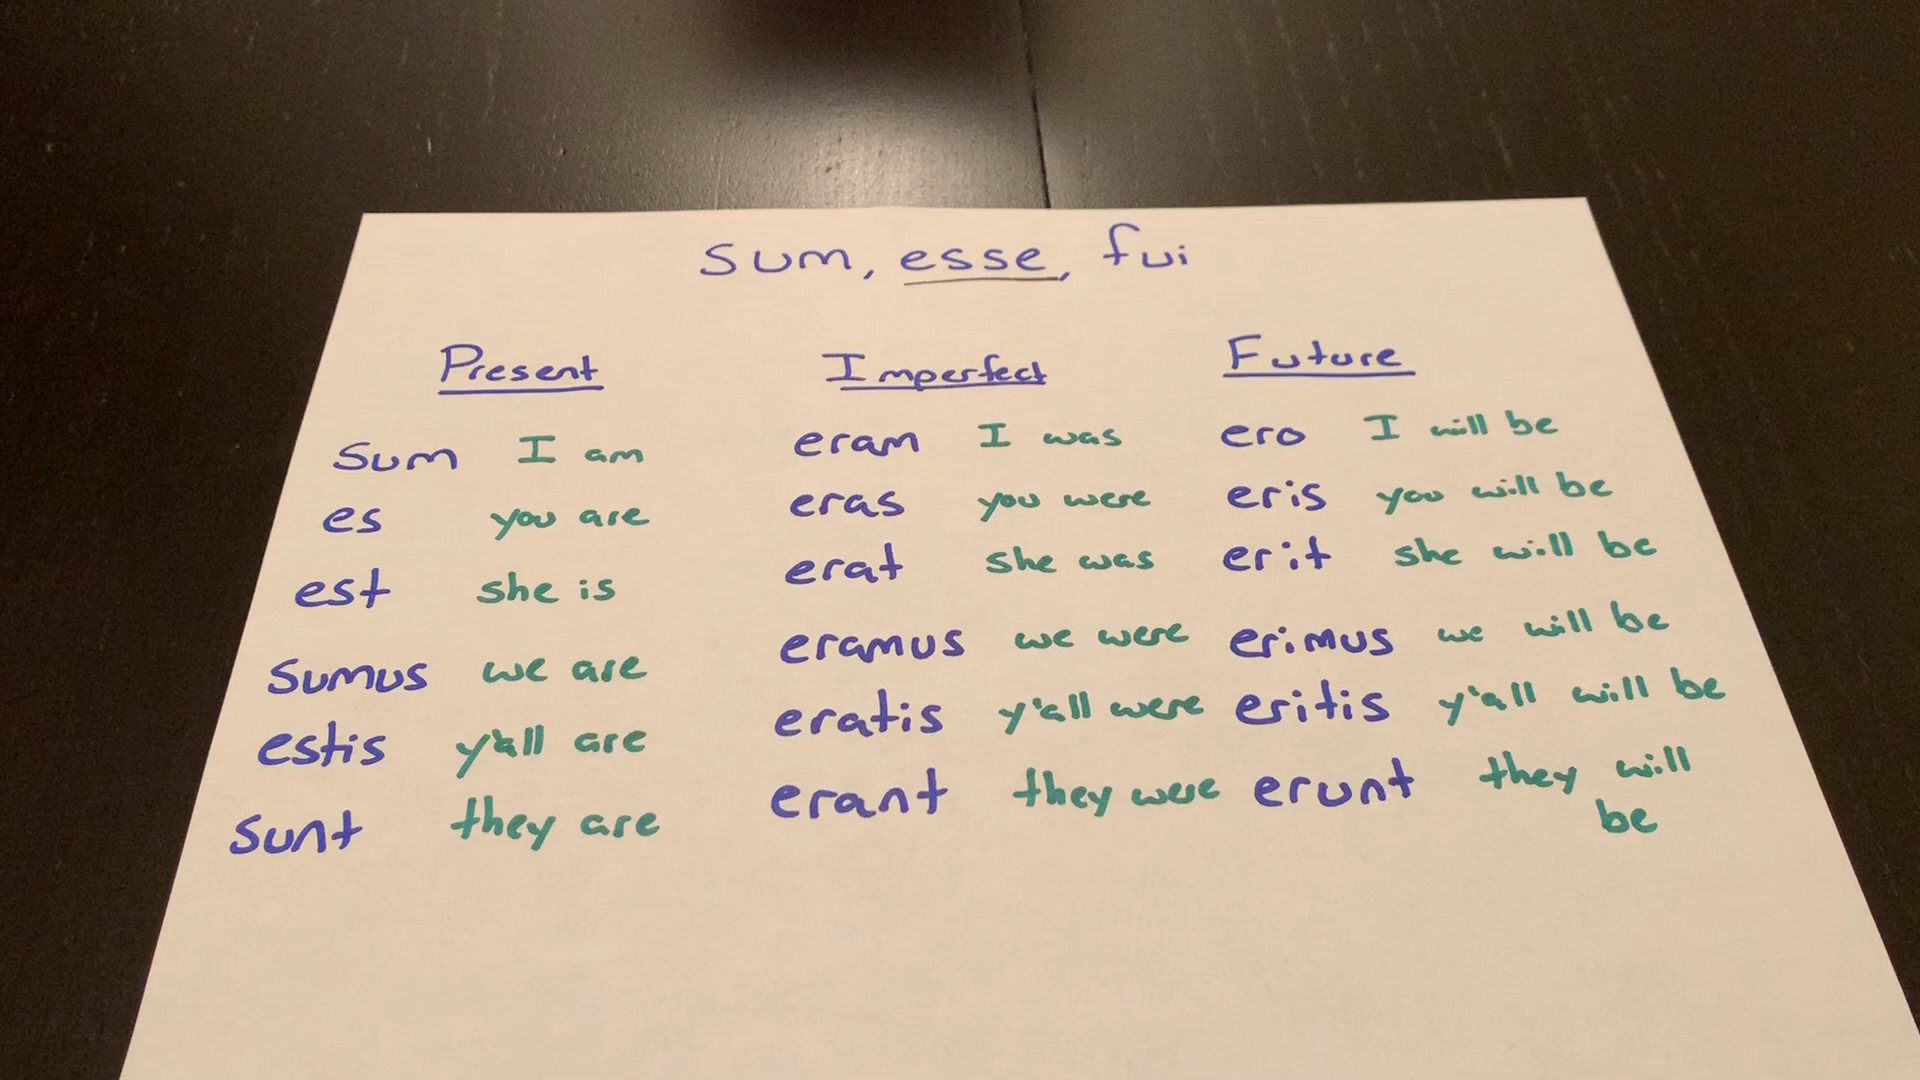 sum, esse, fui
Present Imperfect Future
sum I am eram I was ero I will be
es you are eras you were eris you will be
est she is erat she was erit she will be
sumus we are eramus we were erimus we will be
estis y'all are eratis y'all were eritis y'all will be
sunt they are erant they were erunt they will
be